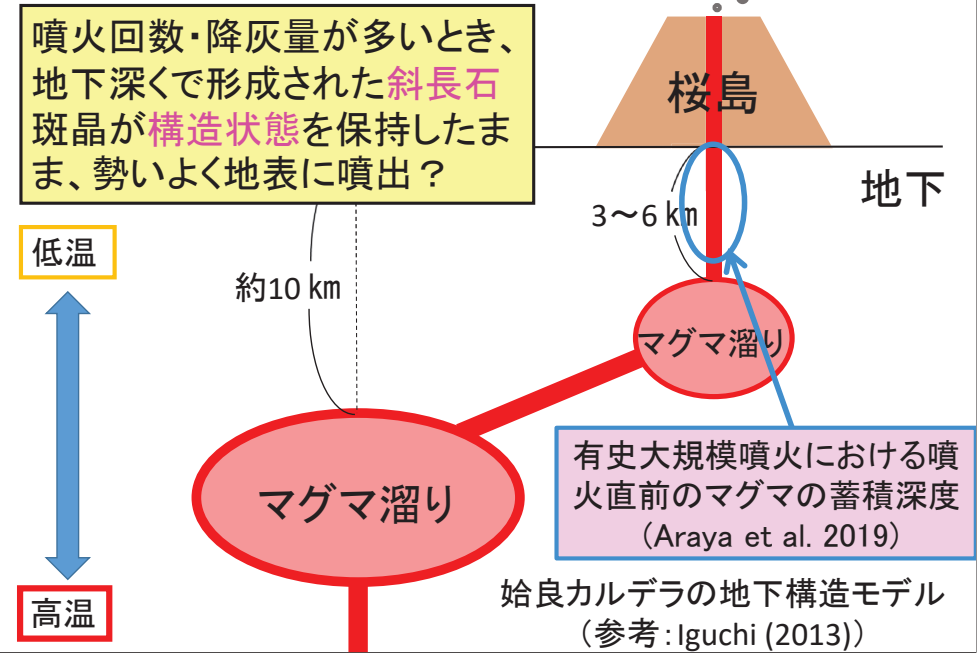 噴火回数・降灰量が多いとき、
地下深くで形成された斜長石
斑晶が構造状態を保持したま
ま、勢いよく地表に噴出？
桜島
地下
3～6 ㎞
低温
約10 ㎞
マグマ溜り
マグマ溜り
有史大規模噴火における噴
火直前のマグマの蓄積深度
（Araya et al. 2019）
高温
姶良カルデラの地下構造モデル
（参考：Iguchi (2013)）